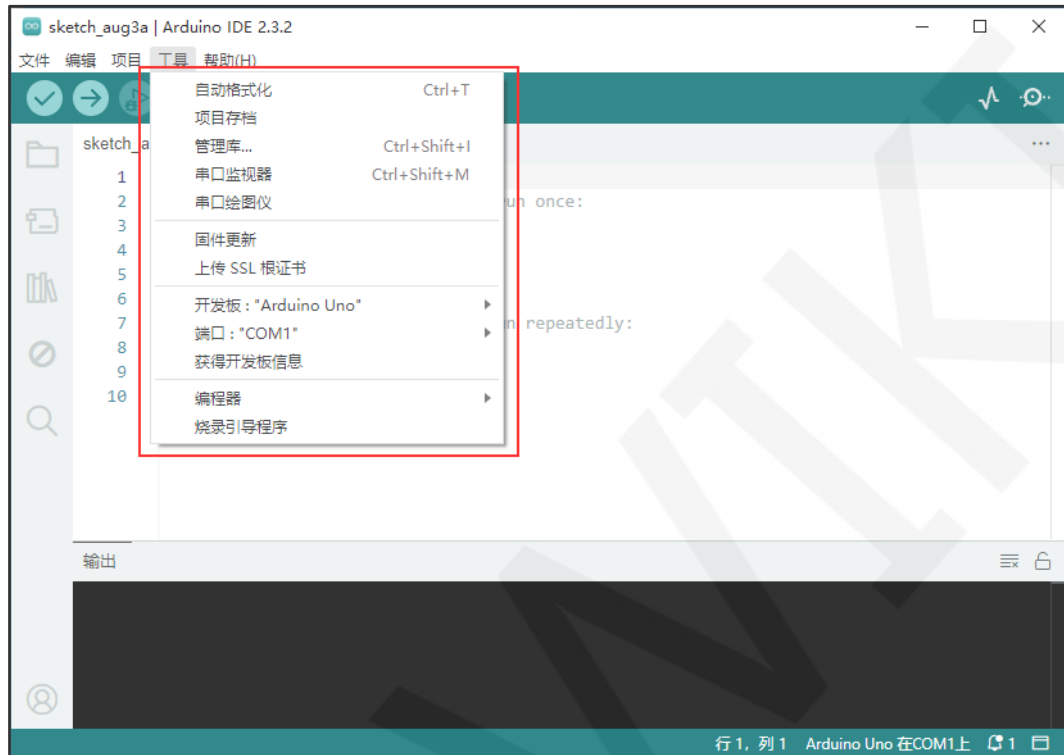 sketch_aug3a | Arduino IDE 2.3.2
文件 编辑 项目 工具 帮助(H)
自动格式化 Ctrl+T
项目存档
sketch_a
管理库... Ctrl+Shift+I
1
串口监视器 Ctrl+Shift+M
2
串口绘图仪
un once:
3
4
固件更新
5
上传 SSL 根证书
6
开发板 : "Arduino Uno"
7
端口 : "COM1"
n repeatedly:
8
获得开发板信息
9
10
编程器
烧录引导程序
输出
行 1, 列 1 Arduino Uno 在COM1上 1